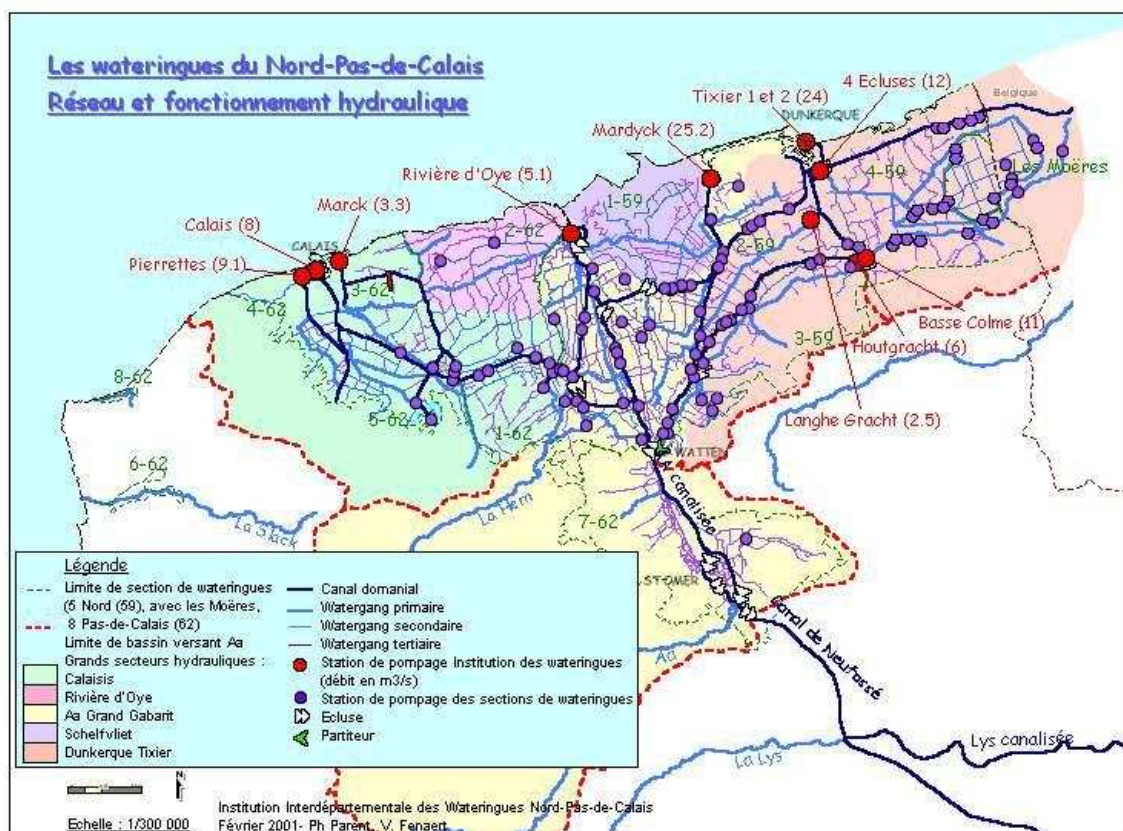 Les wateringues du Nord-Pas-de-Calais
Réseau et fonctionnement hydraulique
4 Ecluses (12)
Tixier 1 et 2 (24)
DUNKERQUE
Belgique
Mardyck (25.2)
Les Moëres
Rivière d'Oye (5.1)
4-59
1-59
Marck (3.3)
2-62
2-59
Calais (8)
CALAIS
Pierrettes (9.1)
3-62
4-62
Basse Colme (11)
3-59
Houtgracht (6)
8-62
5-62
Langhe Gracht (2.5)
1-62
WATTEN
6-62
Aa canalisée
La Hem
La Slack
7-62
ST OMER
Aa
Canal de Neuffossé
Lys canalisée
La Lys
Légende
Limite de section de wateringues
(5 Nord (59), avec les Moëres,
8 Pas-de-Calais (62)
Limite de bassin versant Aa
Grands secteurs hydrauliques :
Calaisis
Rivière d'Oye
Aa Grand Gabarit
Schelfvliet
Dunkerque Tixier
Canal domanial
Watergang primaire
Watergang secondaire
Watergang tertiaire
Station de pompage Institution des wateringues
(débit en m3/s)
Station de pompage des sections de wateringues
Ecluse
Partiteur
N
Echelle : 1/300 000
Institution Interdépartementale des Wateringues Nord-Pas-de-Calais
Février 2001- Ph Parent, V. Fenaert